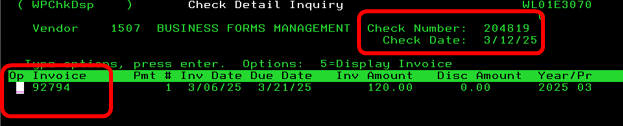 ( WPChkDsp     )        Check Detail Inquiry        WL01E3070
Vendor    1507  BUSINESS FORMS MANAGEMENT    Check Number:  204819
Check Date:  3/12/25
Type options, press enter.  Options:  5=Display Invoice
Op Invoice    Pmt #  Inv Date  Due Date    Inv Amount    Disc Amount    Year/Pr
92794    1  3/06/25  3/21/25    120.00    0.00    2025 03